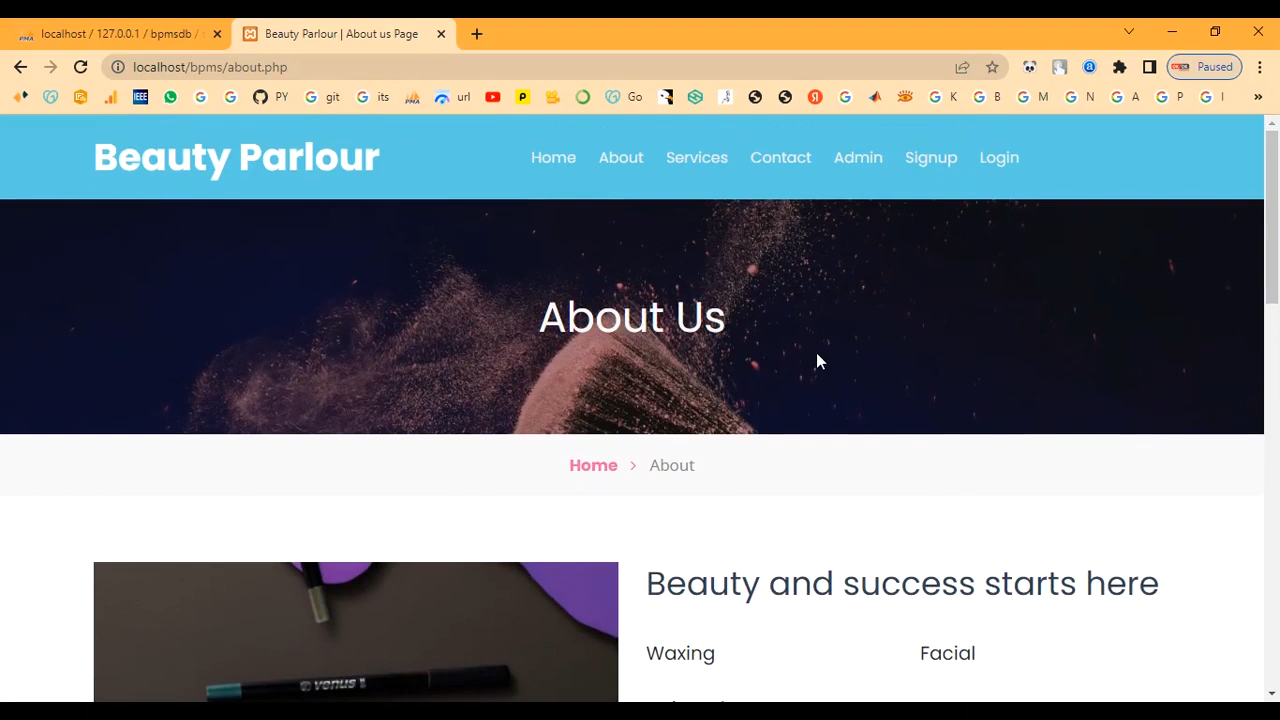 localhost / 127.0.0.1 / bpmsdb /
Beauty Parlour | About us Page
localhost/bpms/about.php
Paused
IEEE
PY
git
its
url
Go
K
B
M
N
A
P
I
Beauty Parlour
Home About Services Contact Admin Signup Login
About Us
Home > About
Beauty and success starts here
Waxing Facial
venus